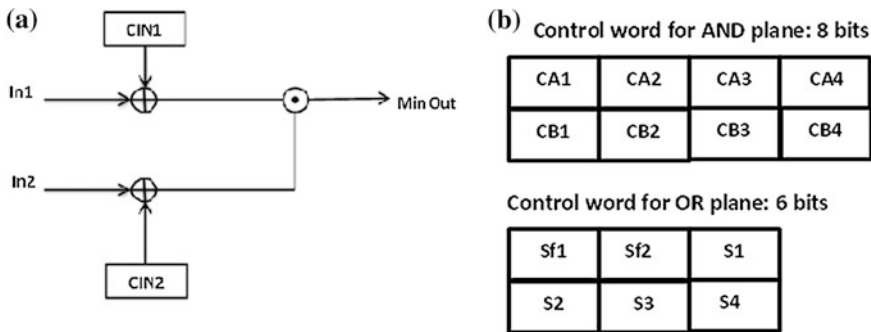 (a)
CIN1
In1
Min Out
In2
CIN2
(b)
Control word for AND plane: 8 bits
CA1 CA2 CA3 CA4
CB1 CB2 CB3 CB4
Control word for OR plane: 6 bits
Sf1 Sf2 S1
S2 S3 S4